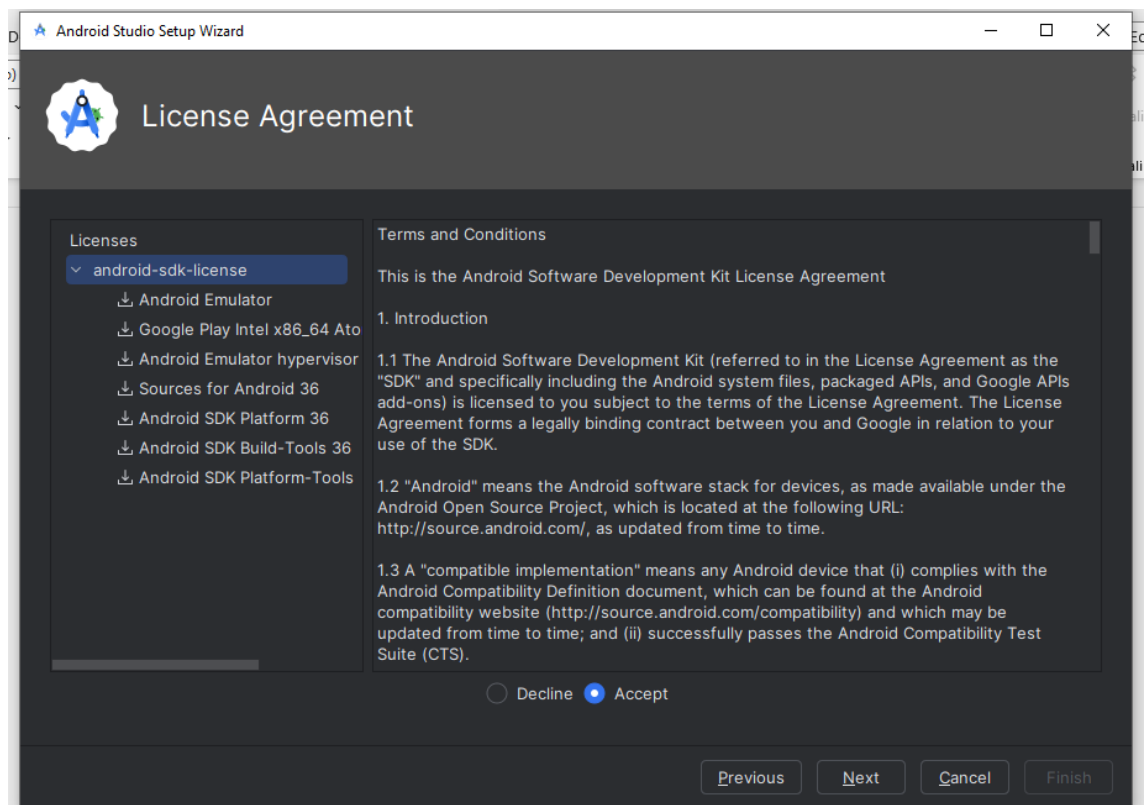 Android Studio Setup Wizard
License Agreement
Licenses
android-sdk-license
Android Emulator
Google Play Intel x86_64 Ato
Android Emulator hypervisor
Sources for Android 36
Android SDK Platform 36
Android SDK Build-Tools 36
Android SDK Platform-Tools
Terms and Conditions
This is the Android Software Development Kit License Agreement
1. Introduction
1.1 The Android Software Development Kit (referred to in the License Agreement as the
"SDK" and specifically including the Android system files, packaged APIs, and Google APIs
add-ons) is licensed to you subject to the terms of the License Agreement. The License
Agreement forms a legally binding contract between you and Google in relation to your
use of the SDK.
1.2 "Android" means the Android software stack for devices, as made available under the
Android Open Source Project, which is located at the following URL:
http://source.android.com/, as updated from time to time.
1.3 A "compatible implementation" means any Android device that (i) complies with the
Android Compatibility Definition document, which can be found at the Android
compatibility website (http://source.android.com/compatibility) and which may be
updated from time to time; and (ii) successfully passes the Android Compatibility Test
Suite (CTS).
Decline Accept
Previous Next Cancel Finish